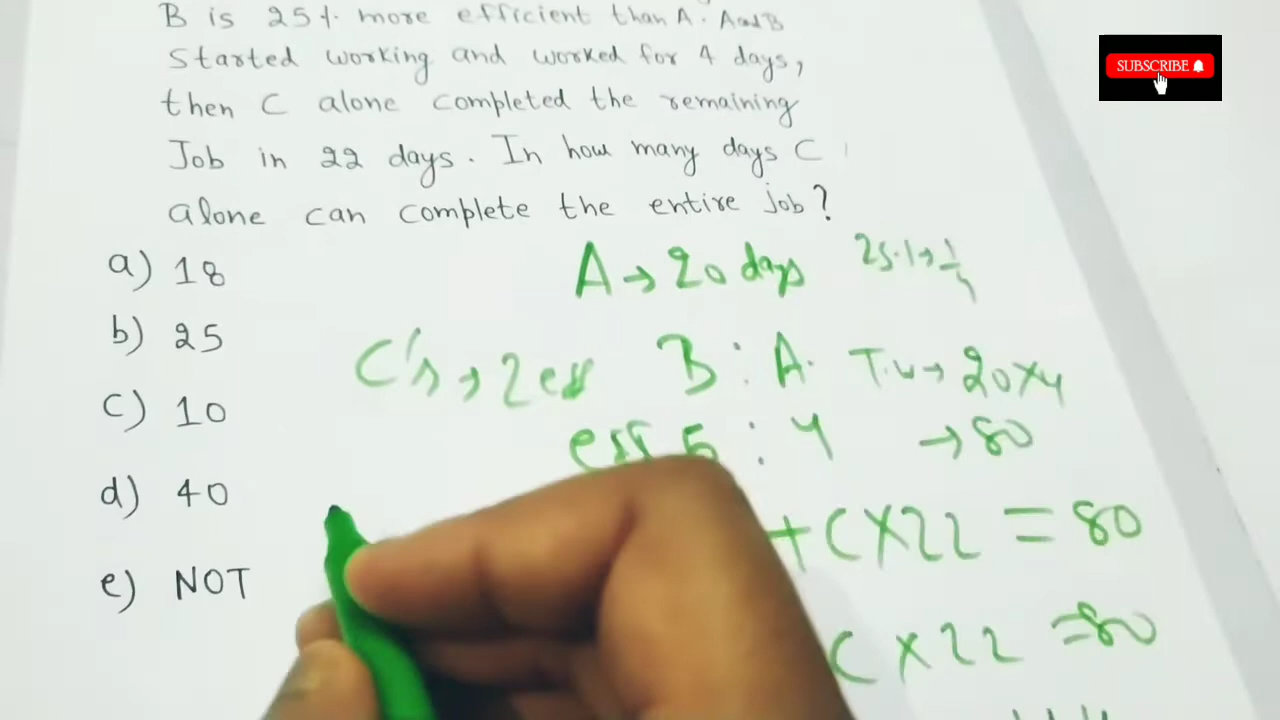 B is 25% more efficient than A. A and B
Started working and worked for 4 days,
then C alone completed the remaining
Job in 22 days. In how many days C
alone can complete the entire job?
SUBSCRIBE
a) 18
b) 25
c) 10
d) 40
e) NOT
A → 20 days 25% → 1/4
C's → eff B : A T.W → 20×4
eff 5 : 4 → 80
+ C×22 = 80
C × 22 = 80